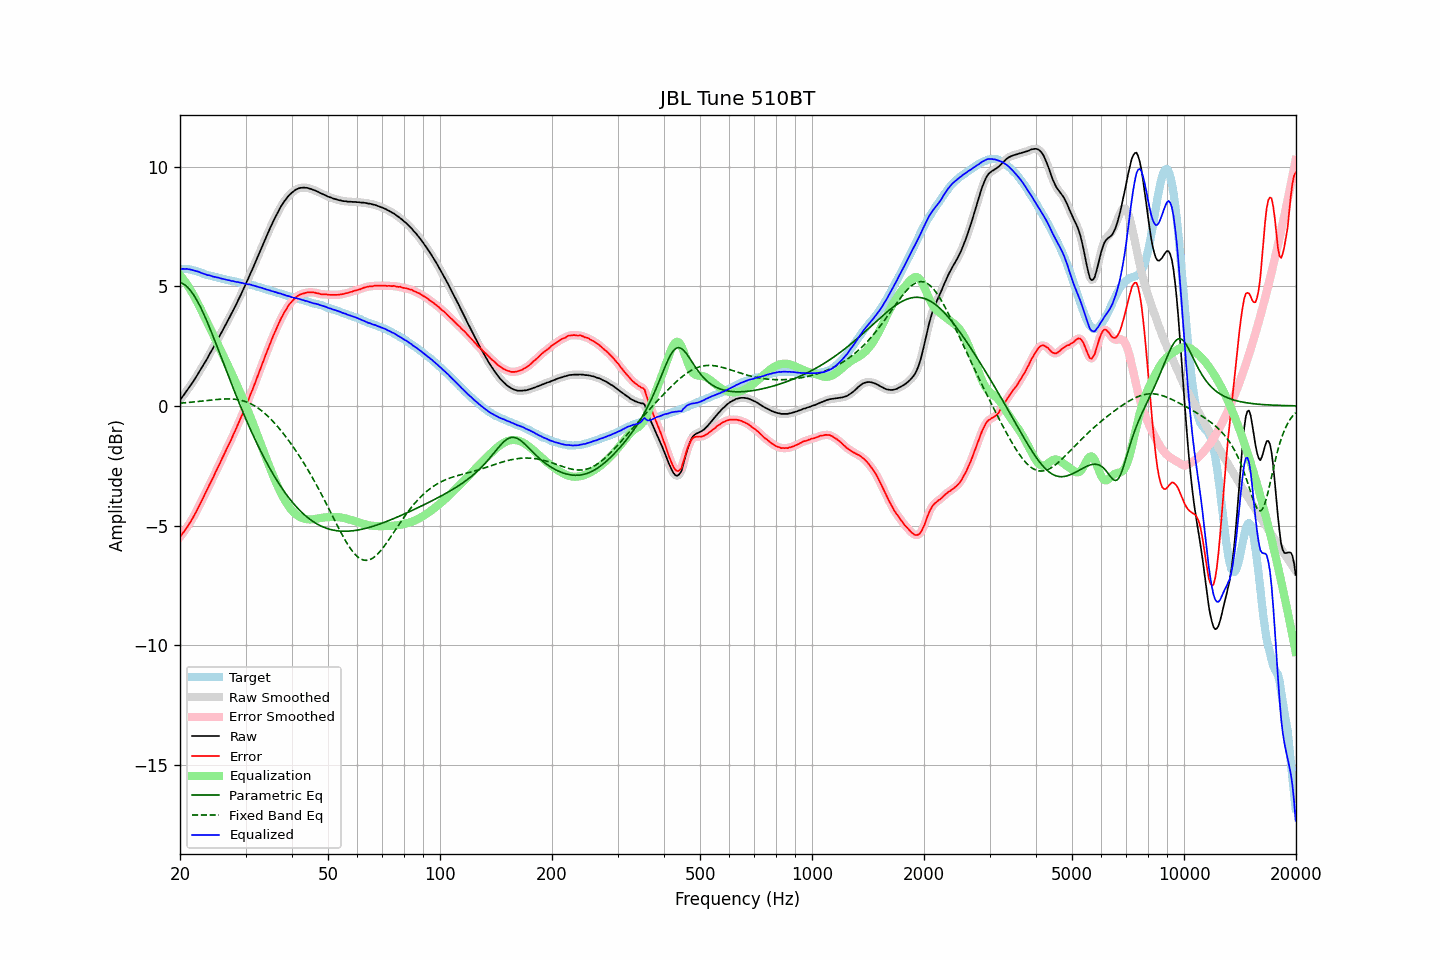 JBL Tune 510BT
Amplitude (dBr)
10
5
0
−5
−10
−15
Target
Raw Smoothed
Error Smoothed
Raw
Error
Equalization
Parametric Eq
Fixed Band Eq
Equalized
20 50 100 200 500 1000 2000 5000 10000 20000
Frequency (Hz)